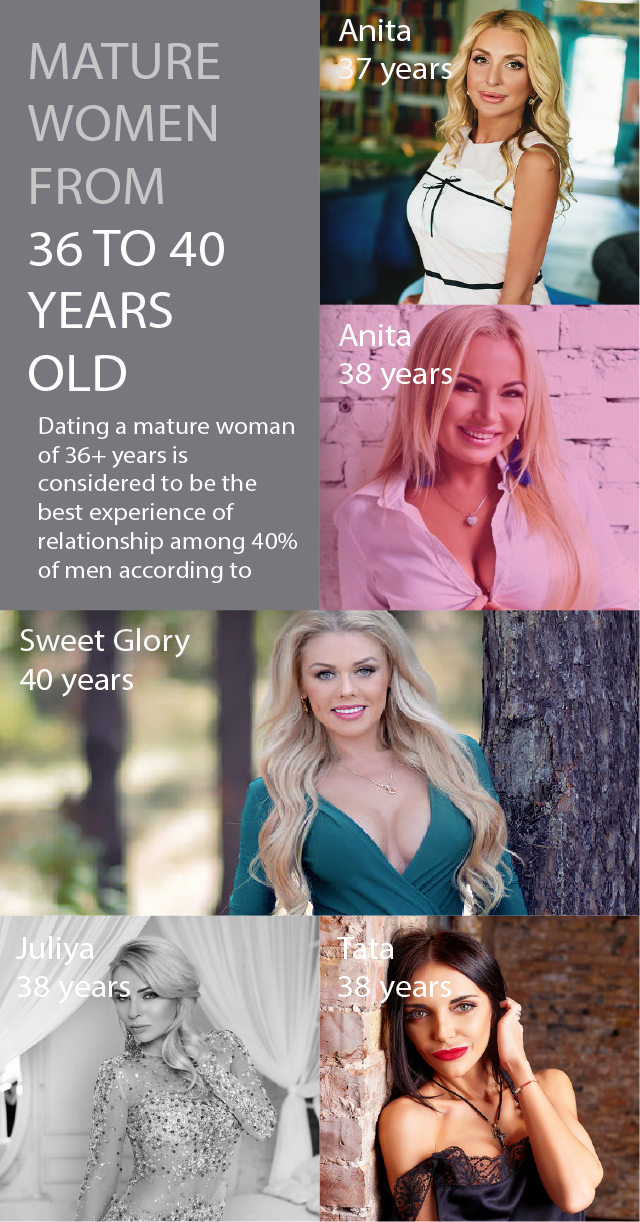 MATURE
WOMEN
FROM
36 TO 40
YEARS
OLD
Dating a mature woman
of 36+ years is
considered to be the
best experience of
relationship among 40%
of men according to
Anita
37 years
Anita
38 years
Sweet Glory
40 years
Juliya
38 years
Tata
38 years